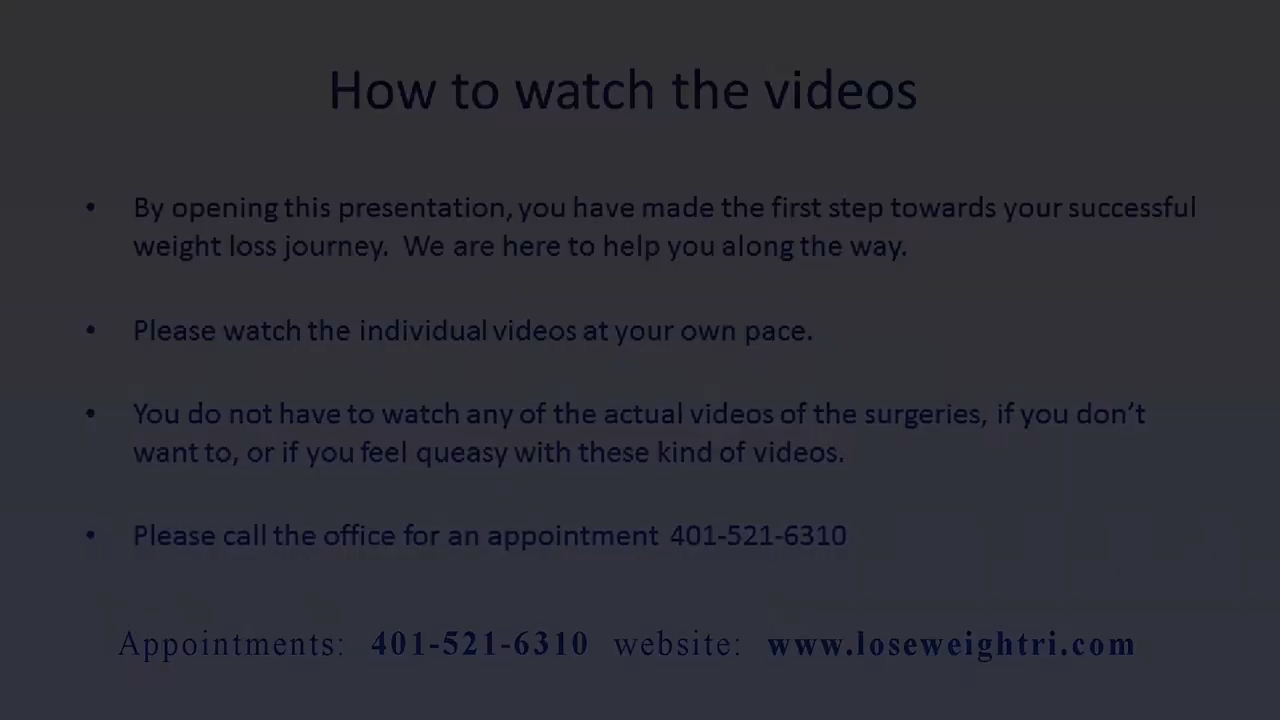 How to watch the videos
• By opening this presentation, you have made the first step towards your successful
weight loss journey. We are here to help you along the way.
• Please watch the individual videos at your own pace.
• You do not have to watch any of the actual videos of the surgeries, if you don’t
want to, or if you feel queasy with these kind of videos.
• Please call the office for an appointment 401-521-6310
Appointments: 401-521-6310 website: www.loseweightri.com